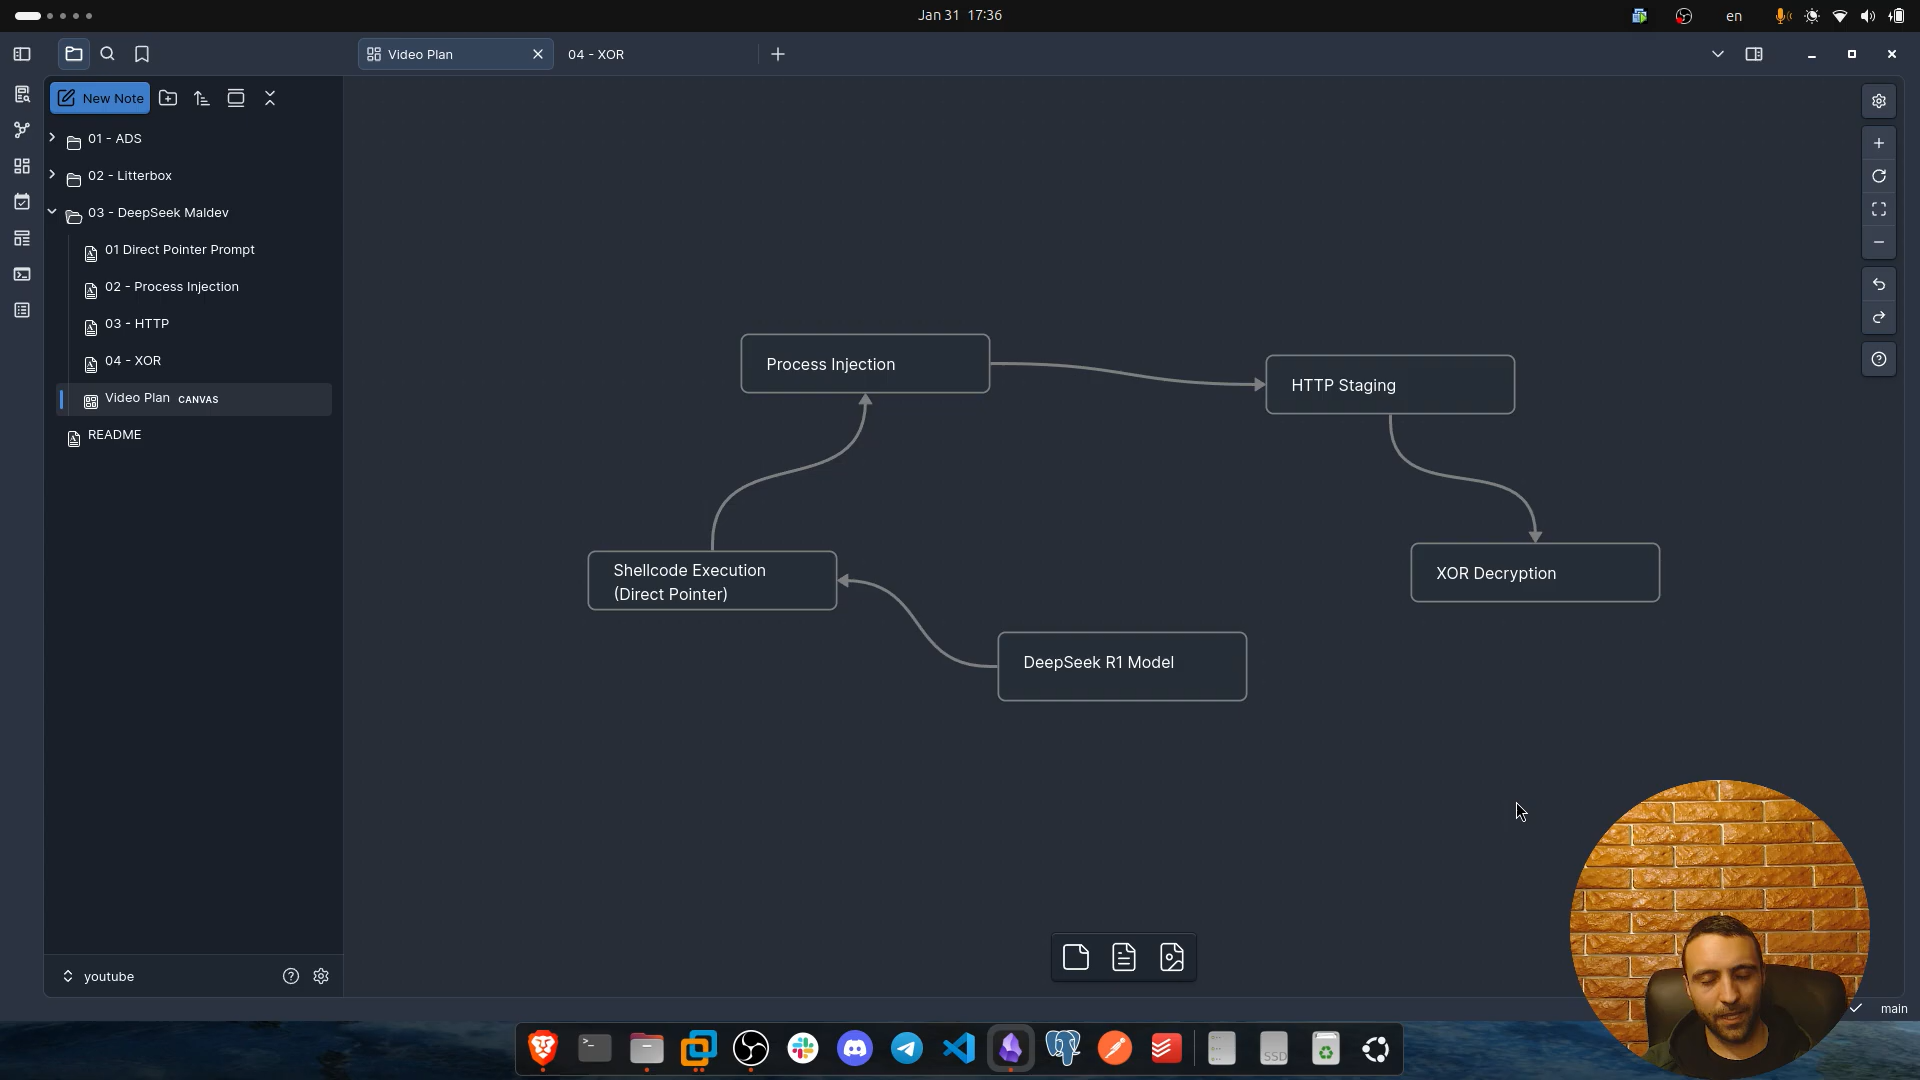 Jan 31 17:36
en
Video Plan
04 - XOR
New Note
01 - ADS
02 - Litterbox
03 - DeepSeek Maldev
01 Direct Pointer Prompt
02 - Process Injection
03 - HTTP
04 - XOR
Video Plan CANVAS
README
Process Injection
HTTP Staging
Shellcode Execution
(Direct Pointer)
XOR Decryption
DeepSeek R1 Model
youtube
main
SSD